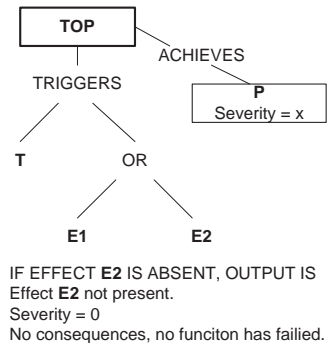 TOP
ACHIEVES
TRIGGERS
P
Severity = x
T
OR
E1
E2
IF EFFECT E2 IS ABSENT, OUTPUT IS
Effect E2 not present.
Severity = 0
No consequences, no funciton has failied.